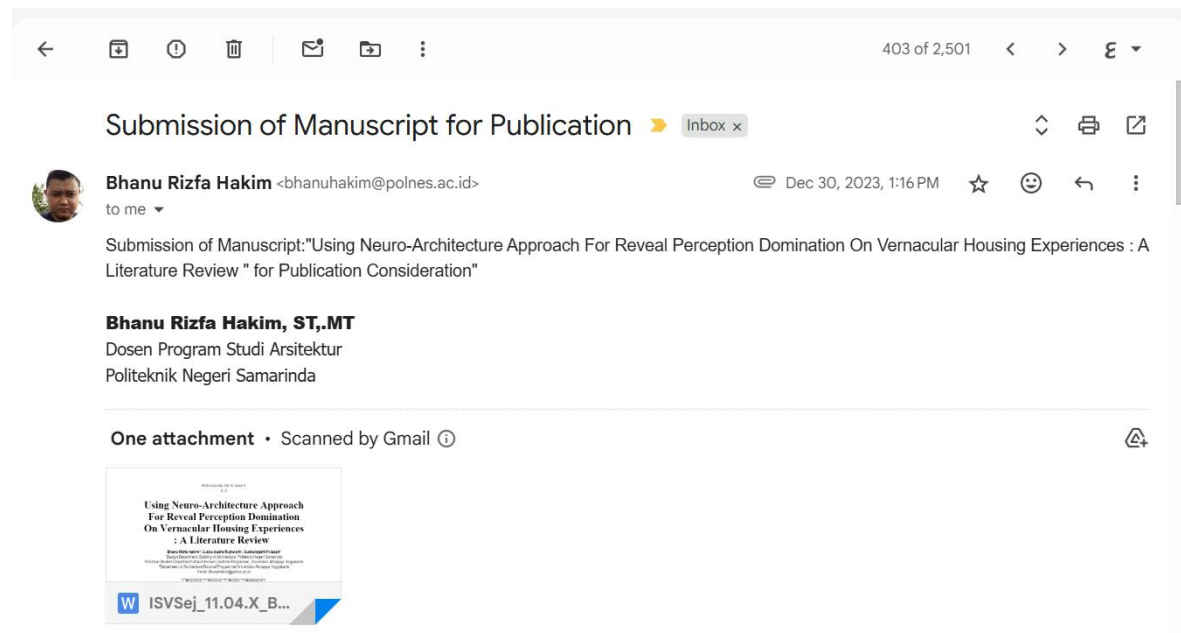 403 of 2,501
Submission of Manuscript for Publication Inbox x
Bhanu Rizfa Hakim <bhanuhakim@polnes.ac.id> Dec 30, 2023, 1:16 PM
to me
Submission of Manuscript:"Using Neuro-Architecture Approach For Reveal Perception Domination On Vernacular Housing Experiences : A
Literature Review " for Publication Consideration"
Bhanu Rizfa Hakim, ST,.MT
Dosen Program Studi Arsitektur
Politeknik Negeri Samarinda
One attachment • Scanned by Gmail
Using Neuro-Architecture Approach
For Reveal Perception Domination
On Vernacular Housing Experiences
: A Literature Review
W ISVSej_11.04.X_B...